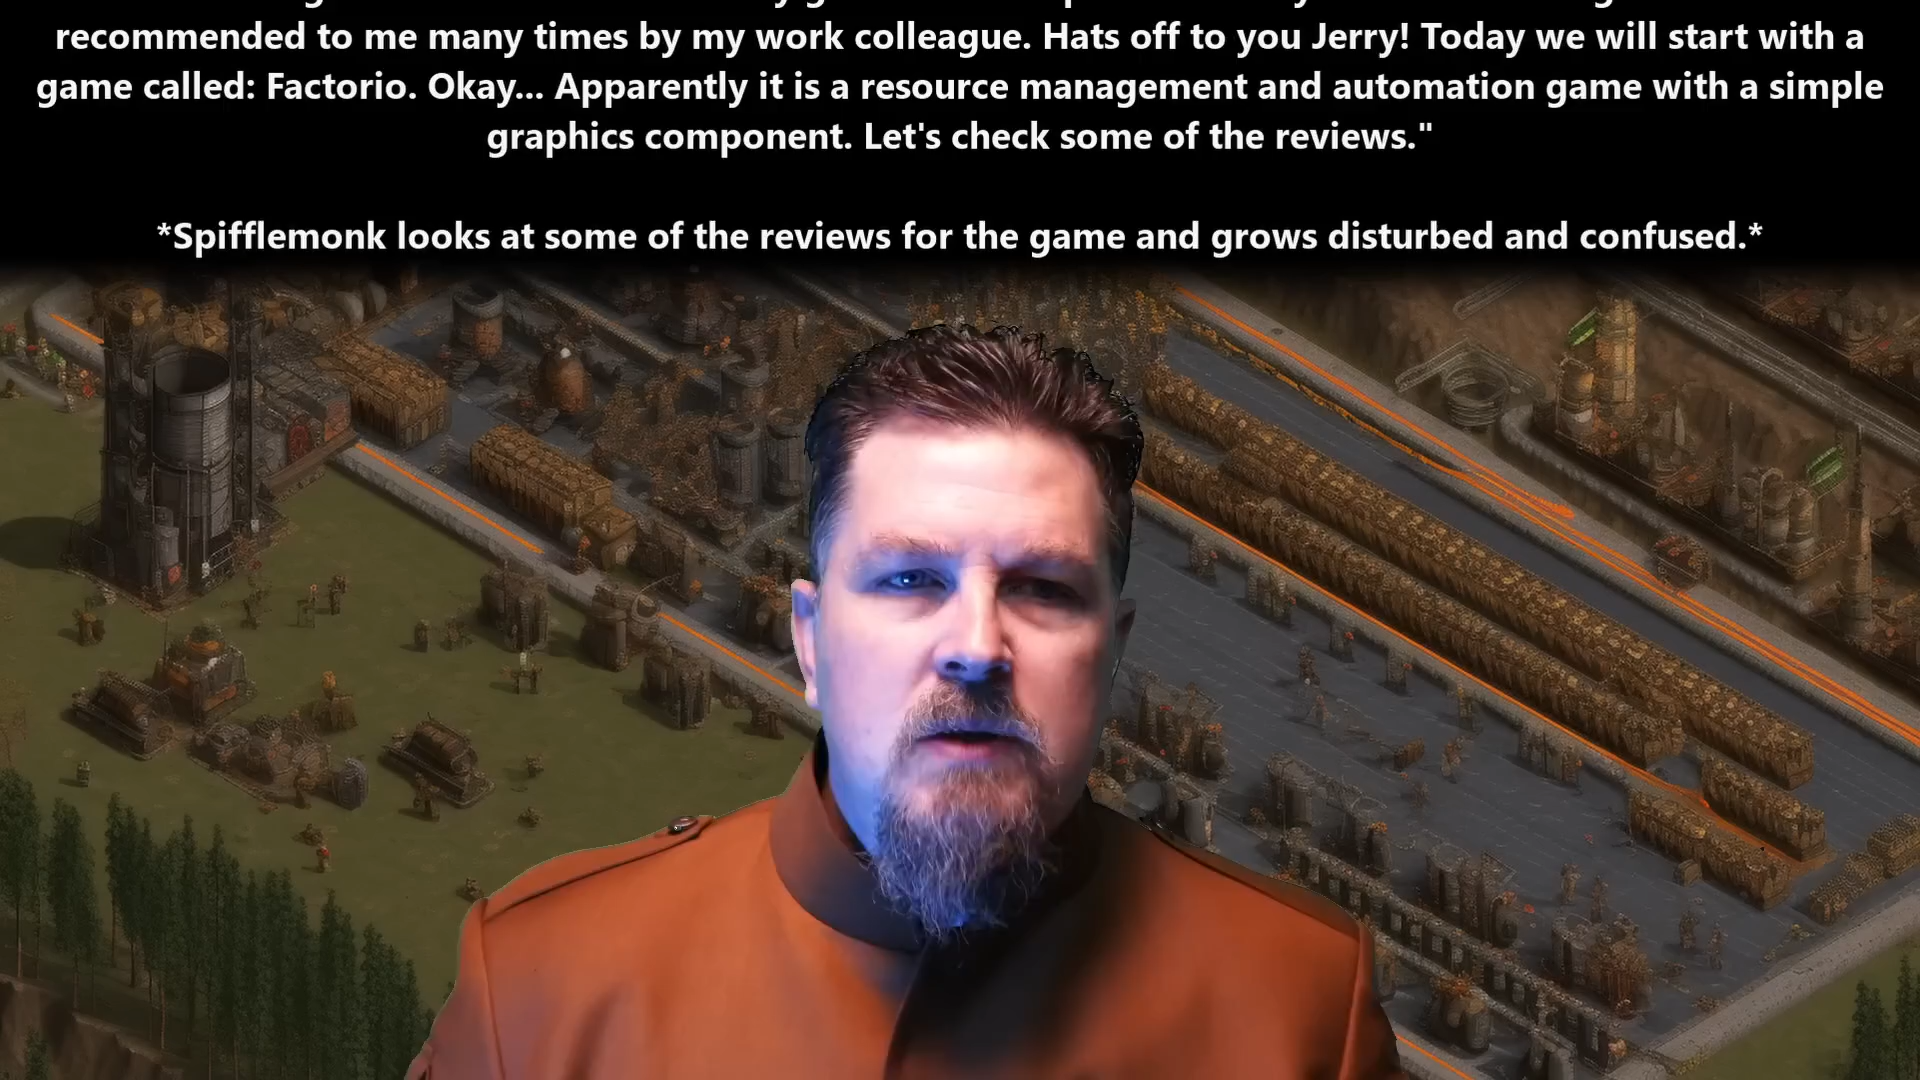 recommended to me many times by my work colleague. Hats off to you Jerry! Today we will start with a
game called: Factorio. Okay... Apparently it is a resource management and automation game with a simple
graphics component. Let's check some of the reviews."
*Spifflemonk looks at some of the reviews for the game and grows disturbed and confused.*